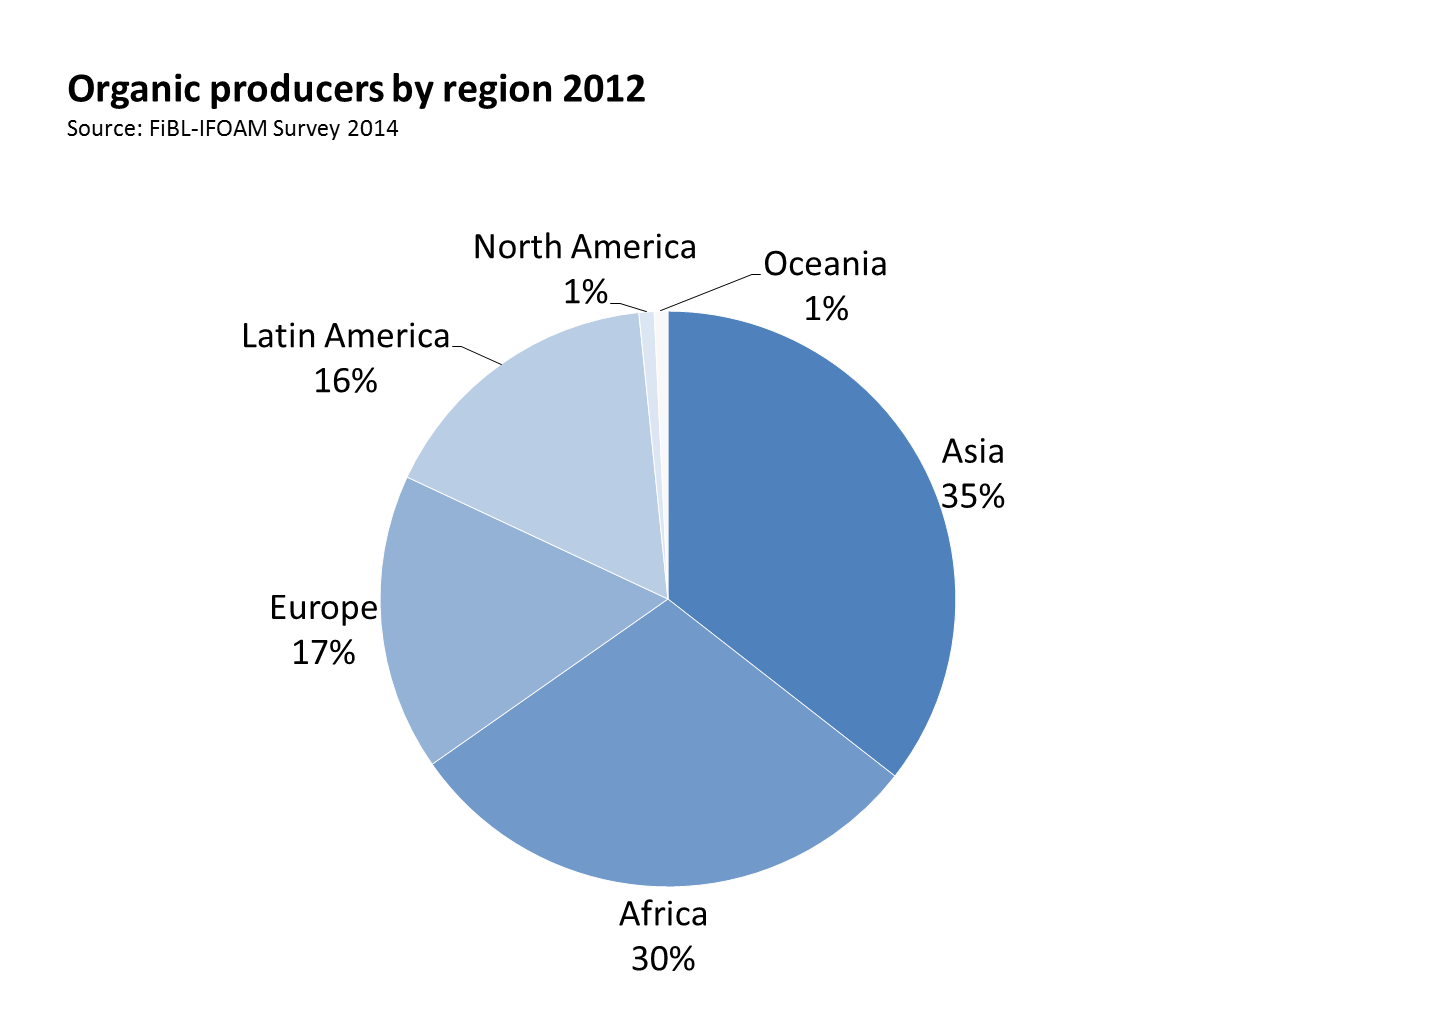 Organic producers by region 2012
Source: FiBL-IFOAM Survey 2014
North America
1%
Oceania
1%
Latin America
16%
Asia
35%
Europe
17%
Africa
30%